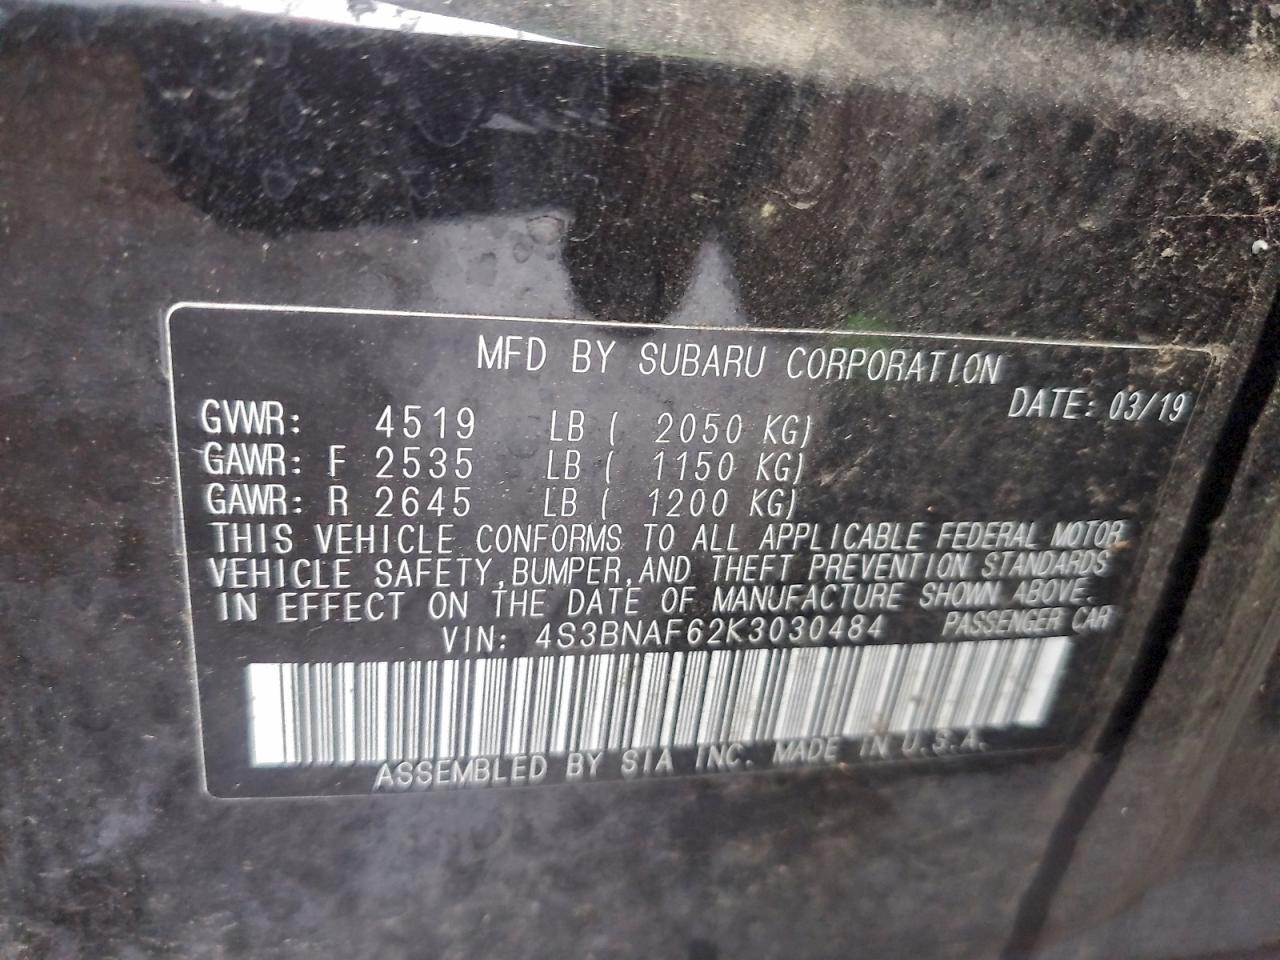 MFD BY SUBARU CORPORATION
DATE: 03/19
GVWR: 4519 LB ( 2050 KG)
GAWR: F 2535 LB ( 1150 KG)
GAWR: R 2645 LB ( 1200 KG)
THIS VEHICLE CONFORMS TO ALL APPLICABLE FEDERAL MOTOR
VEHICLE SAFETY, BUMPER, AND THEFT PREVENTION STANDARDS
IN EFFECT ON THE DATE OF MANUFACTURE SHOWN ABOVE.
VIN: 4S3BNAF62K3030484 PASSENGER CAR
ASSEMBLED BY SIA INC. MADE IN U.S.A.